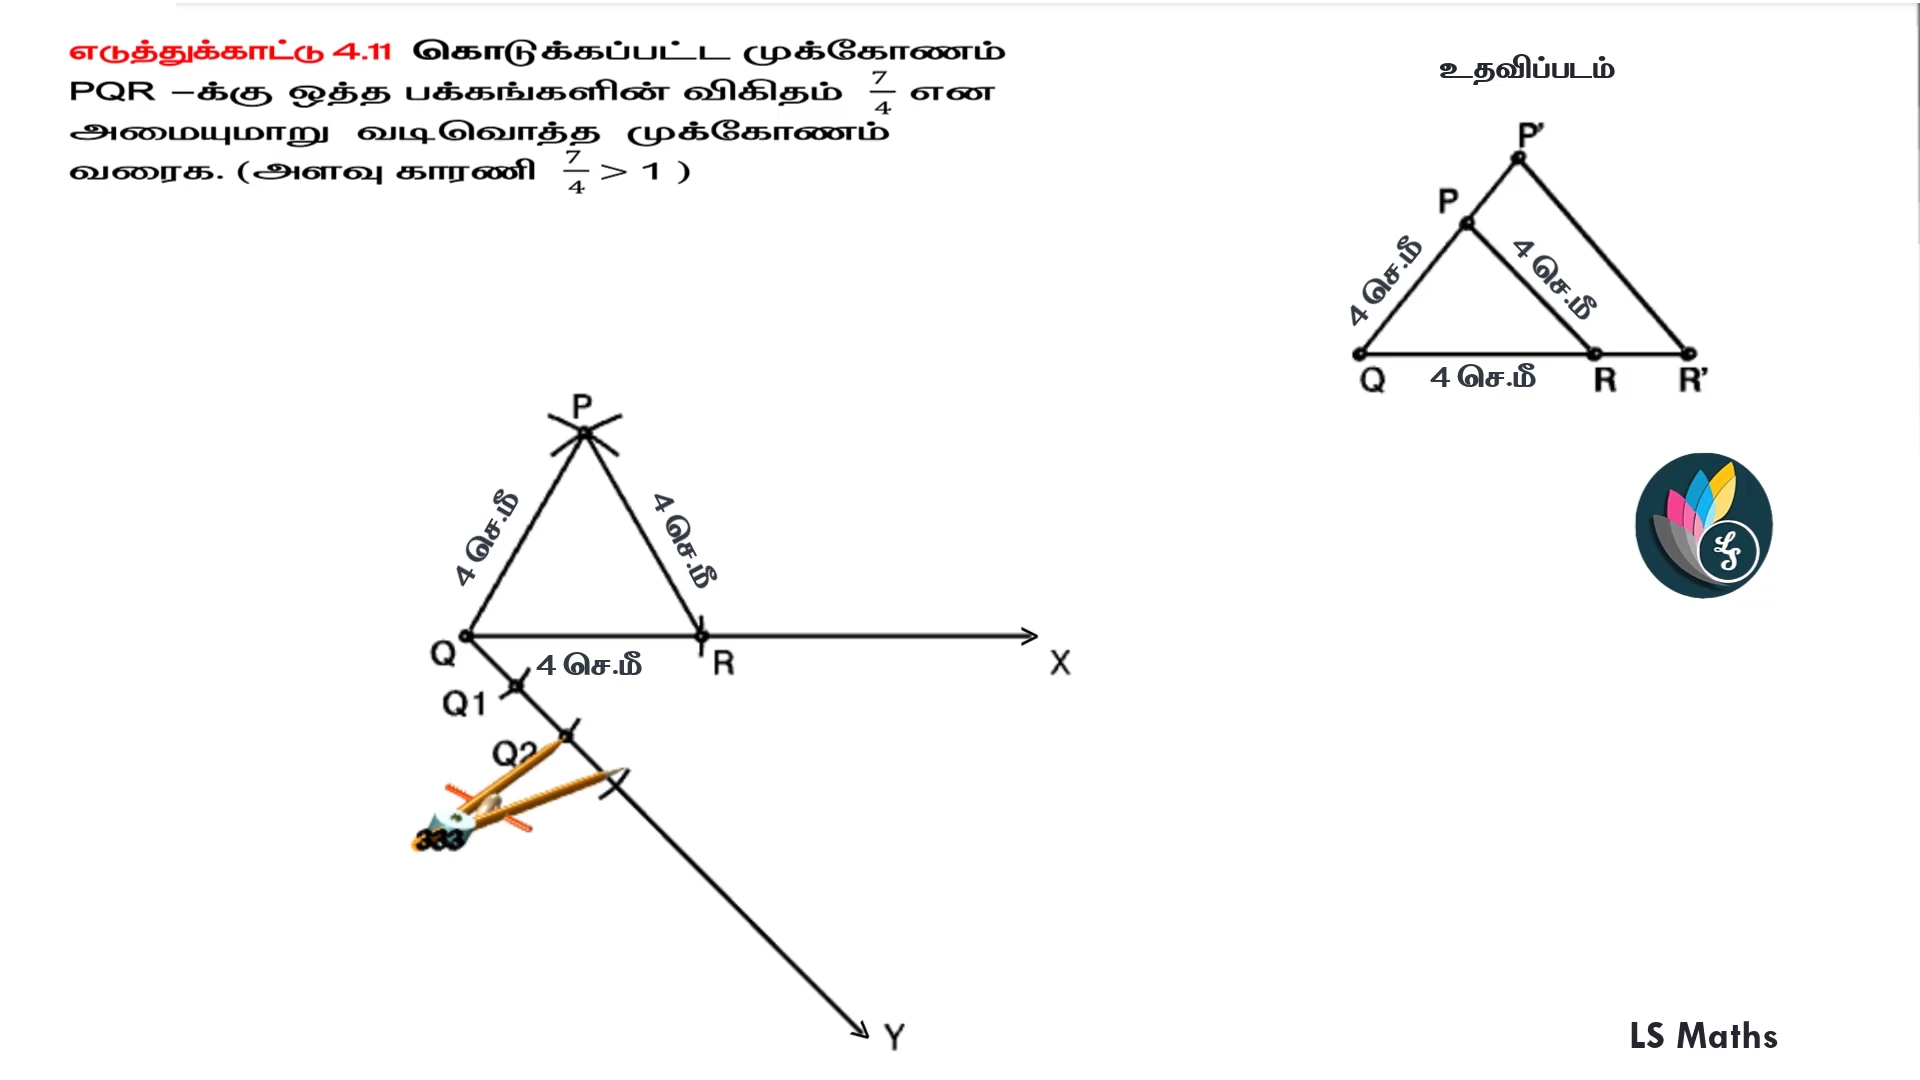 எடுத்துக்காட்டு 4.11 கொடுக்கப்பட்ட முக்கோணம்
PQR –க்கு ஒத்த பக்கங்களின் விகிதம் 7/4 என
அமையுமாறு வடிவொத்த முக்கோணம்
வரைக. (அளவு காரணி 7/4 > 1 )
உதவிப்படம்
P'
P
4 செ.மீ
4 செ.மீ
Q
4 செ.மீ
R
R'
P
4 செ.மீ
4 செ.மீ
Q
4 செ.மீ
R
X
Q1
Q2
Y
LS
LS Maths